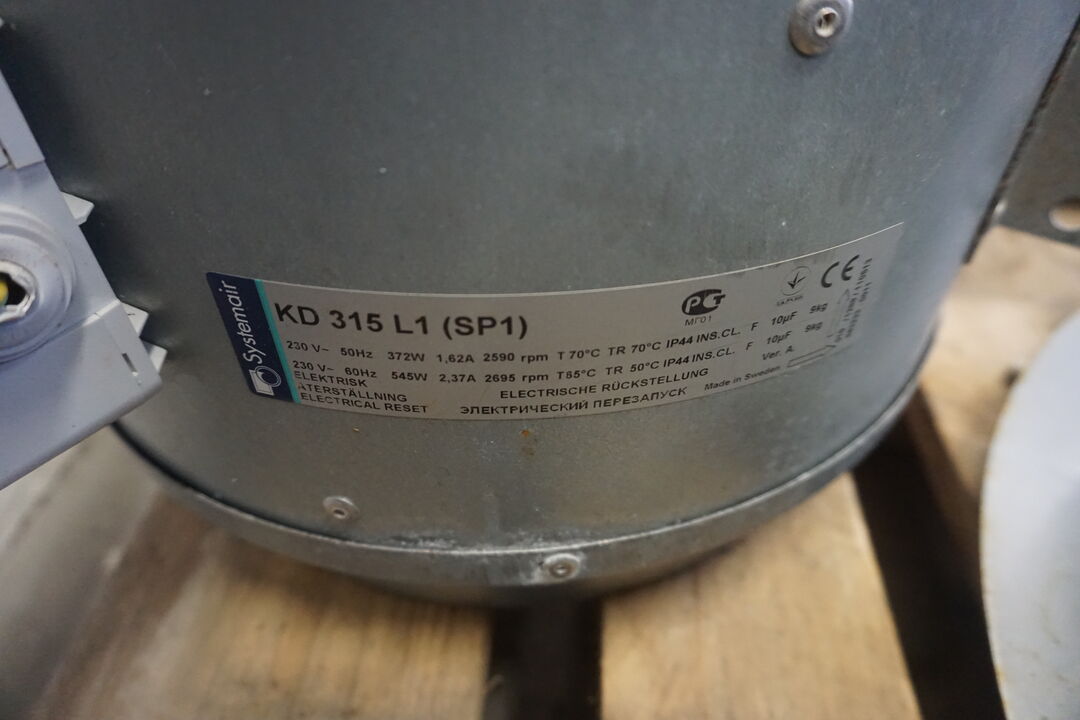 Systemair
KD 315 L1 (SP1)
PG
МГ01
CE
230 V~ 50Hz 372W 1,62A 2590 rpm T 70°C TR 70°C IP44 INS.CL. F 10µF 9kg
230 V~ 60Hz 545W 2,37A 2695 rpm T65°C TR 50°C IP44 INS.CL. F 10µF 9kg
ELEKTRISK
ÅTERSTÄLLNING
ELECTRICAL RESET
ELECTRISCHE RÜCKSTELLUNG
ЭЛЕКТРИЧЕСКИЙ ПЕРЕЗАПУСК
Ver. A.
Made in Sweden